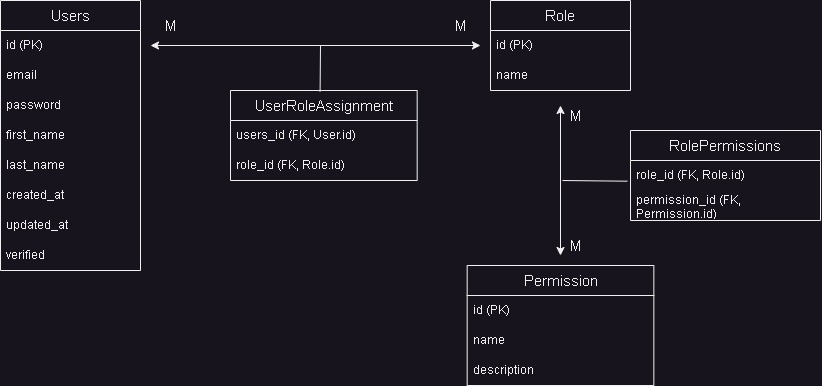 Users
id (PK)
email
password
first_name
last_name
created_at
updated_at
verified
M
M
UserRoleAssignment
users_id (FK, User.id)
role_id (FK, Role.id)
Role
id (PK)
name
M
RolePermissions
role_id (FK, Role.id)
permission_id (FK,
Permission.id)
M
Permission
id (PK)
name
description